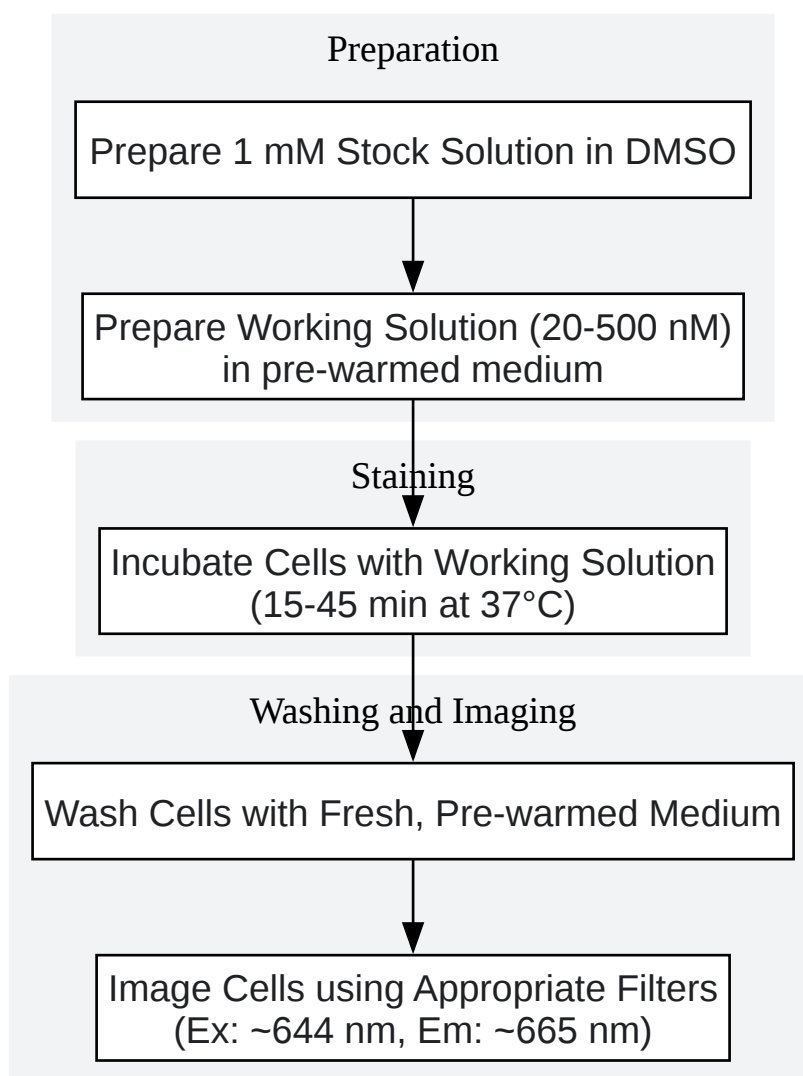 Preparation
Prepare 1 mM Stock Solution in DMSO
Prepare Working Solution (20-500 nM)
in pre-warmed medium
Staining
Incubate Cells with Working Solution
(15-45 min at 37°C)
Washing and Imaging
Wash Cells with Fresh, Pre-warmed Medium
Image Cells using Appropriate Filters
(Ex: ~644 nm, Em: ~665 nm)